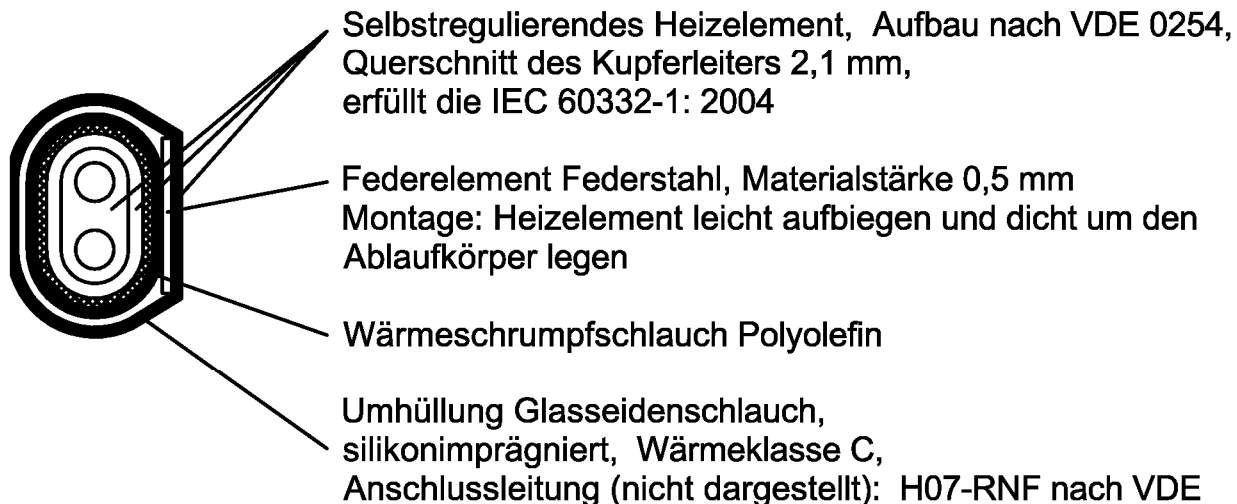 Selbstregulierendes Heizelement, Aufbau nach VDE 0254,
Querschnitt des Kupferleiters 2,1 mm,
erfüllt die IEC 60332-1: 2004
Federelement Federstahl, Materialstärke 0,5 mm
Montage: Heizelement leicht aufbiegen und dicht um den
Ablaufkörper legen
Wärmeschrumpfschlauch Polyolefin
Umhüllung Glasseidenschlauch,
silikonimprägniert, Wärmeklasse C,
Anschlussleitung (nicht dargestellt): H07-RNF nach VDE